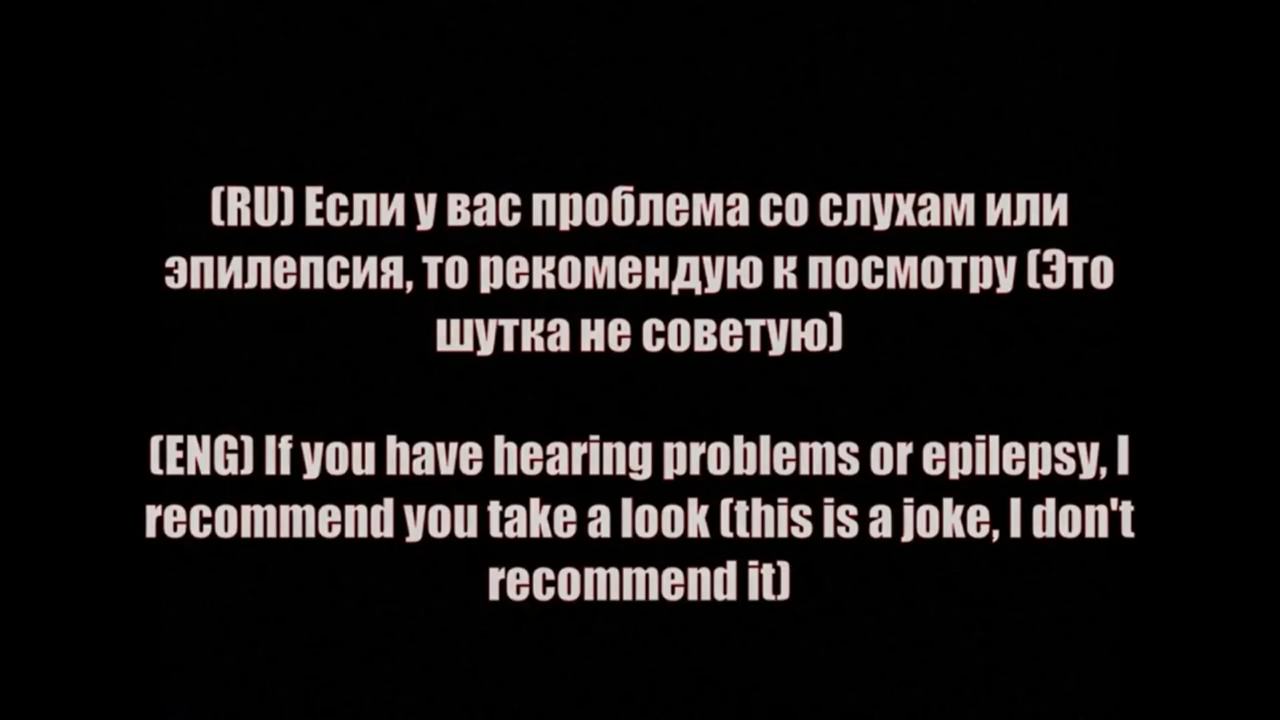 (RU) Если у вас проблема со слухам или
эпилепсия, то рекомендую к посмотру (Это
шутка не советую)
(ENG) If you have hearing problems or epilepsy, I
recommend you take a look (this is a joke, I don't
recommend it)